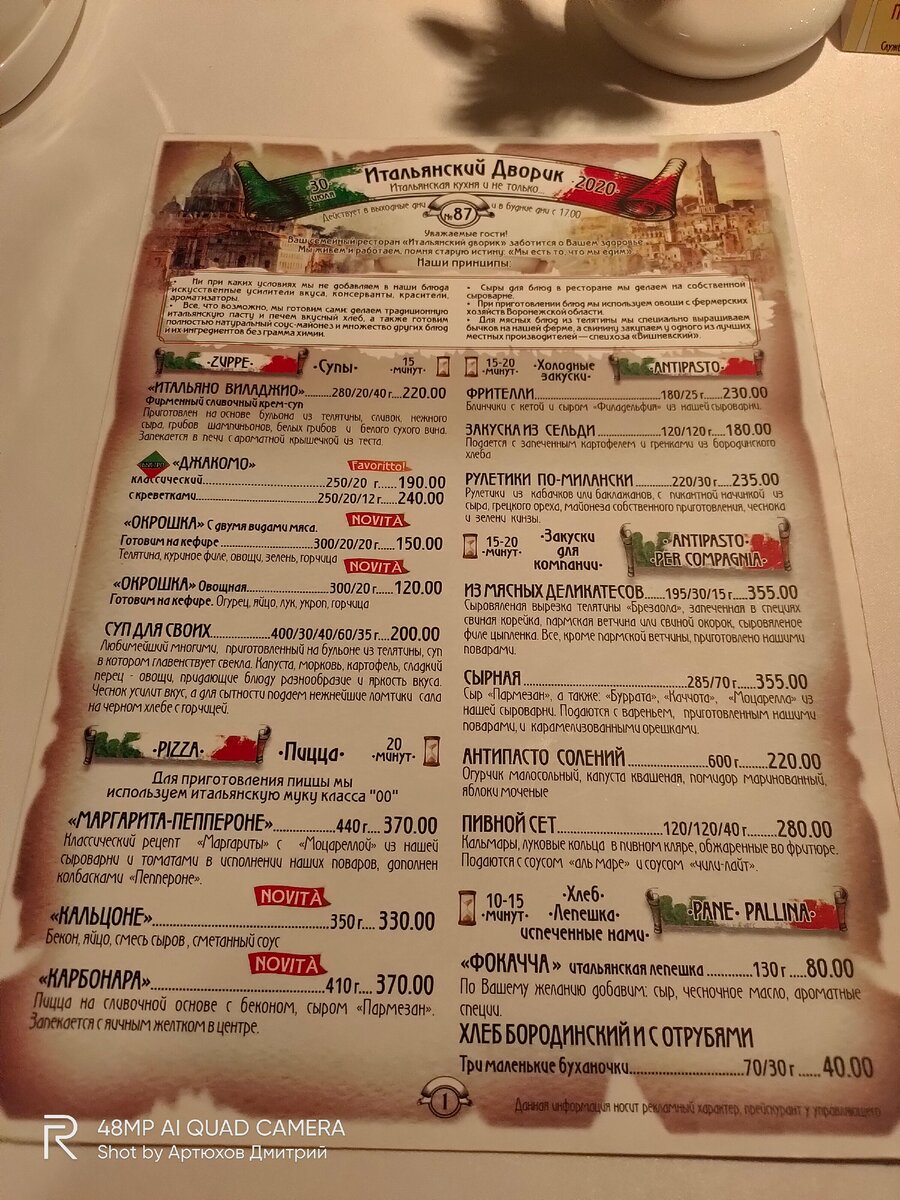 Итальянский Дворик
Итальянская кухня и не только...
30 июля
2020
Действует в выходные дни №87 и в будние дни с 17.00
Уважаемые гости!
Ваш семейный ресторан «Итальянский дворик» заботится о Вашем здоровье.
Мы живем и работаем, помня старую истину: «Мы есть то, что мы едим».
Наши принципы:
• Ни при каких условиях мы не добавляем в наши блюда
искусственные усилители вкуса, консерванты, красители,
ароматизаторы.
• Все, что возможно, мы готовим сами: делаем традиционную
итальянскую пасту и печем вкусный хлеб, а также готовим
полностью натуральный соус-майонез и множество других блюд
и их ингредиентов без грамма химии.
• Сыры для блюд в ресторане мы делаем на собственной
сыроварне.
• При приготовлении блюд мы используем овощи с фермерских
хозяйств Воронежской области.
• Для мясных блюд из телятины мы специально выращиваем
бычков на нашей ферме, а свинину закупаем у одного из лучших
местных производителей — спецхоза «Вишневский».
·ZUPPE· ·Супы· 15 ·минут·
«ИТАЛЬЯНО ВИЛАДЖИО»......280/20/40 г...220.00
Фирменный сливочный крем-суп
Приготовлен на основе бульона из телятины, сливок, нежного
сыра, грибов шампиньонов, белых грибов и белого сухого вина.
Запекается в печи с ароматной крышечкой из теста.
«ДЖАКОМО» Favoritto!
классический......250/20 г......190.00
с креветками......250/20/12 г...240.00
NOVITÀ
«ОКРОШКА» С двумя видами мяса.
Готовим на кефире......300/20/20 г......150.00
Телятина, куриное филе, овощи, зелень, горчица
NOVITÀ
«ОКРОШКА» Овощная......300/20 г......120.00
Готовим на кефире. Огурец, яйцо, лук, укроп, горчица
СУП ДЛЯ СВОИХ......400/30/40/60/35 г...200.00
Любимейший многими, приготовленный на бульоне из телятины, суп
в котором главенствует свекла. Капуста, морковь, картофель, сладкий
перец - овощи, придающие блюду разнообразие и яркость вкуса.
Чеснок усилит вкус, а для сытности подаем нежнейшие ломтики сала
на черном хлебе с горчицей.
·PIZZA· ·Пицца· 20 ·минут·
Для приготовления пиццы мы
используем итальянскую муку класса "00"
«МАРГАРИТА-ПЕППЕРОНЕ»......440 г....370.00
Классический рецепт «Маргариты» с «Моцареллой» из нашей
сыроварни и томатами в исполнении наших поваров, дополнен
колбасками «Пепероне».
NOVITÀ
«КАЛЬЦОНЕ»......350 г....330.00
Бекон, яйцо, смесь сыров, сметанный соус
NOVITÀ
«КАРБОНАРА»......410 г....370.00
Пицца на сливочной основе с беконом, сыром «Пармезан».
Запекается с яичным желтком в центре.
15-20 ·минут· ·Холодные закуски· ·ANTIPASTO·
ФРИТЕЛЛИ......180/25 г......230.00
Блинчики с кетой и сыром «Филадельфия» из нашей сыроварни.
ЗАКУСКА ИЗ СЕЛЬДИ......120/120 г......180.00
Подается с запеченным картофелем и гренками из бородинского
хлеба
РУЛЕТИКИ ПО-МИЛАНСКИ......220/30 г......235.00
Рулетики из кабачков или баклажанов, с пикантной начинкой из
сыра, грецкого ореха, майонеза собственного приготовления, чеснока
и зелени кинзы.
15-20 ·минут· ·Закуски для компании· ·ANTIPASTO· ·PER COMPAGNIA·
ИЗ МЯСНЫХ ДЕЛИКАТЕСОВ......195/30/15 г....355.00
Сыровяленая вырезка телятины «Брезаола», запеченная в специях
свиная корейка, пармская ветчина или свиной окорок, сыровяленое
филе цыпленка. Все, кроме пармской ветчины, приготовлено нашими
поварами.
СЫРНАЯ......285/70 г......355.00
Сыр «Пармезан», а также: «Буррата», «Каччота», «Моцарелла» из
нашей сыроварни. Подаются с вареньем, приготовленным нашими
поварами, и карамелизованными орешками.
АНТИПАСТО СОЛЕНИЙ......600 г......220.00
Огурчик малосольный, капуста квашеная, помидор маринованный,
яблоки моченые
ПИВНОЙ СЕТ......120/120/40 г......280.00
Кальмары, луковые кольца в пивном кляре, обжаренные во фритюре.
Подаются с соусом «аль маре» и соусом «чили-лайт».
10-15 ·минут· ·Хлеб· ·Лепешка· испеченные нами· ·PANE· PALLINA·
«ФОКАЧЧА» итальянская лепешка......130 г....80.00
По Вашему желанию добавим: сыр, чесночное масло, ароматные
специи.
ХЛЕБ БОРОДИНСКИЙ И С ОТРУБЯМИ
Три маленькие буханочки......70/30 г......40.00
1
Данная информация носит рекламный характер, прейскурант у управляющего
48MP AI QUAD CAMERA
Shot by Артюхов Дмитрий